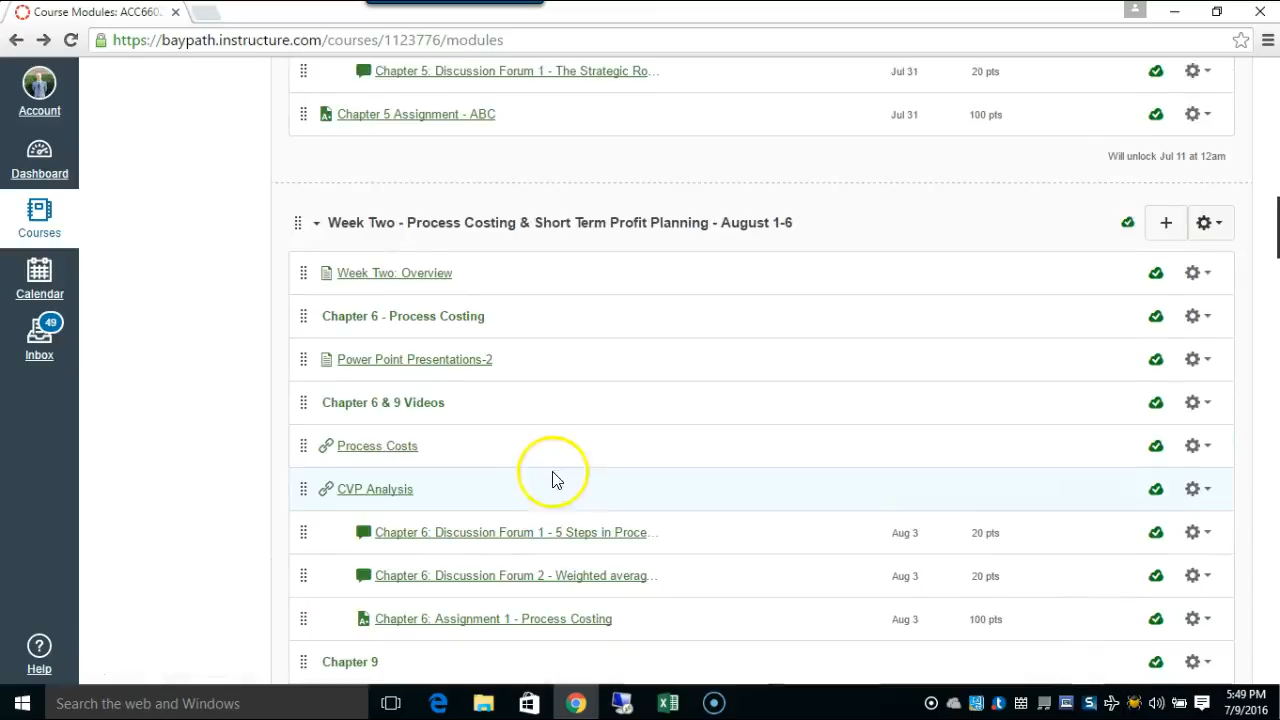 Course Modules: ACC660.
https://baypath.instructure.com/courses/1123776/modules
Account
Dashboard
Courses
Calendar
49
Inbox
Help
Chapter 5: Discussion Forum 1 - The Strategic Ro... Jul 31 20 pts
Chapter 5 Assignment - ABC Jul 31 100 pts
Will unlock Jul 11 at 12am
Week Two - Process Costing & Short Term Profit Planning - August 1-6
Week Two: Overview
Chapter 6 - Process Costing
Power Point Presentations-2
Chapter 6 & 9 Videos
Process Costs
CVP Analysis
Chapter 6: Discussion Forum 1 - 5 Steps in Proce... Aug 3 20 pts
Chapter 6: Discussion Forum 2 - Weighted averag... Aug 3 20 pts
Chapter 6: Assignment 1 - Process Costing Aug 3 100 pts
Chapter 9
Search the web and Windows
5:49 PM
7/9/2016